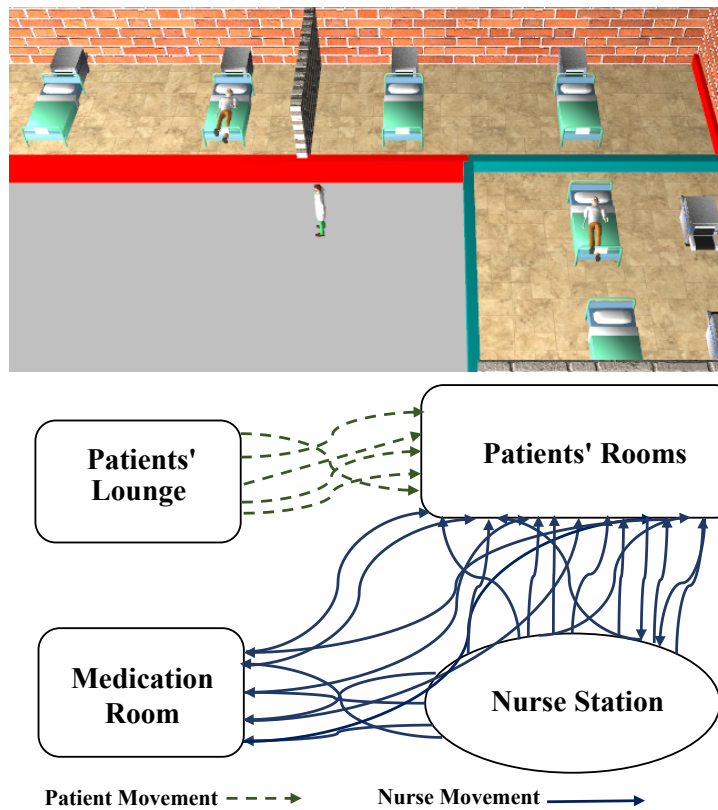 Patients'
Lounge
Patients' Rooms
Medication
Room
Nurse Station
Patient Movement
Nurse Movement